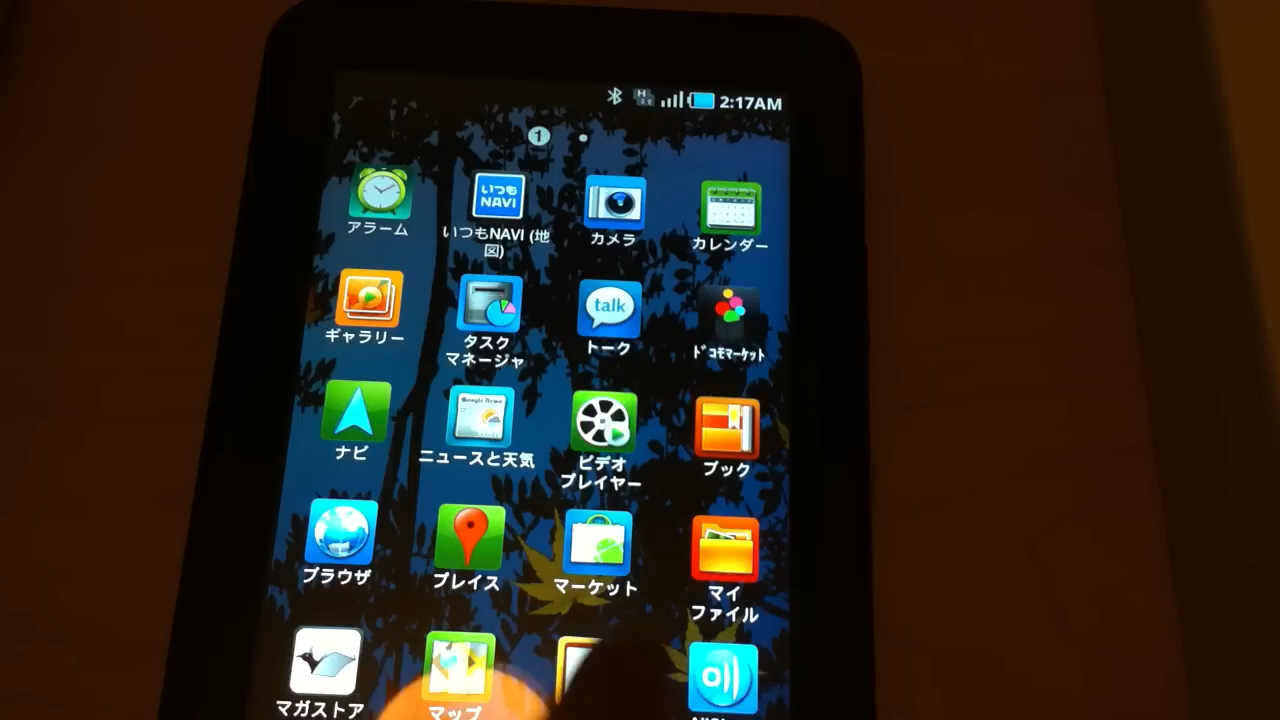 2:17AM
1
いつも
NAVI
アラーム
いつもNAVI (地
図)
カメラ
カレンダー
talk
ギャラリー
タスク
マネージャ
トーク
ドコモマーケット
Google News
ナビ
ニュースと天気
ビデオ
プレイヤー
ブック
ブラウザ
プレイス
マーケット
マイ
ファイル
マガストア
マップ